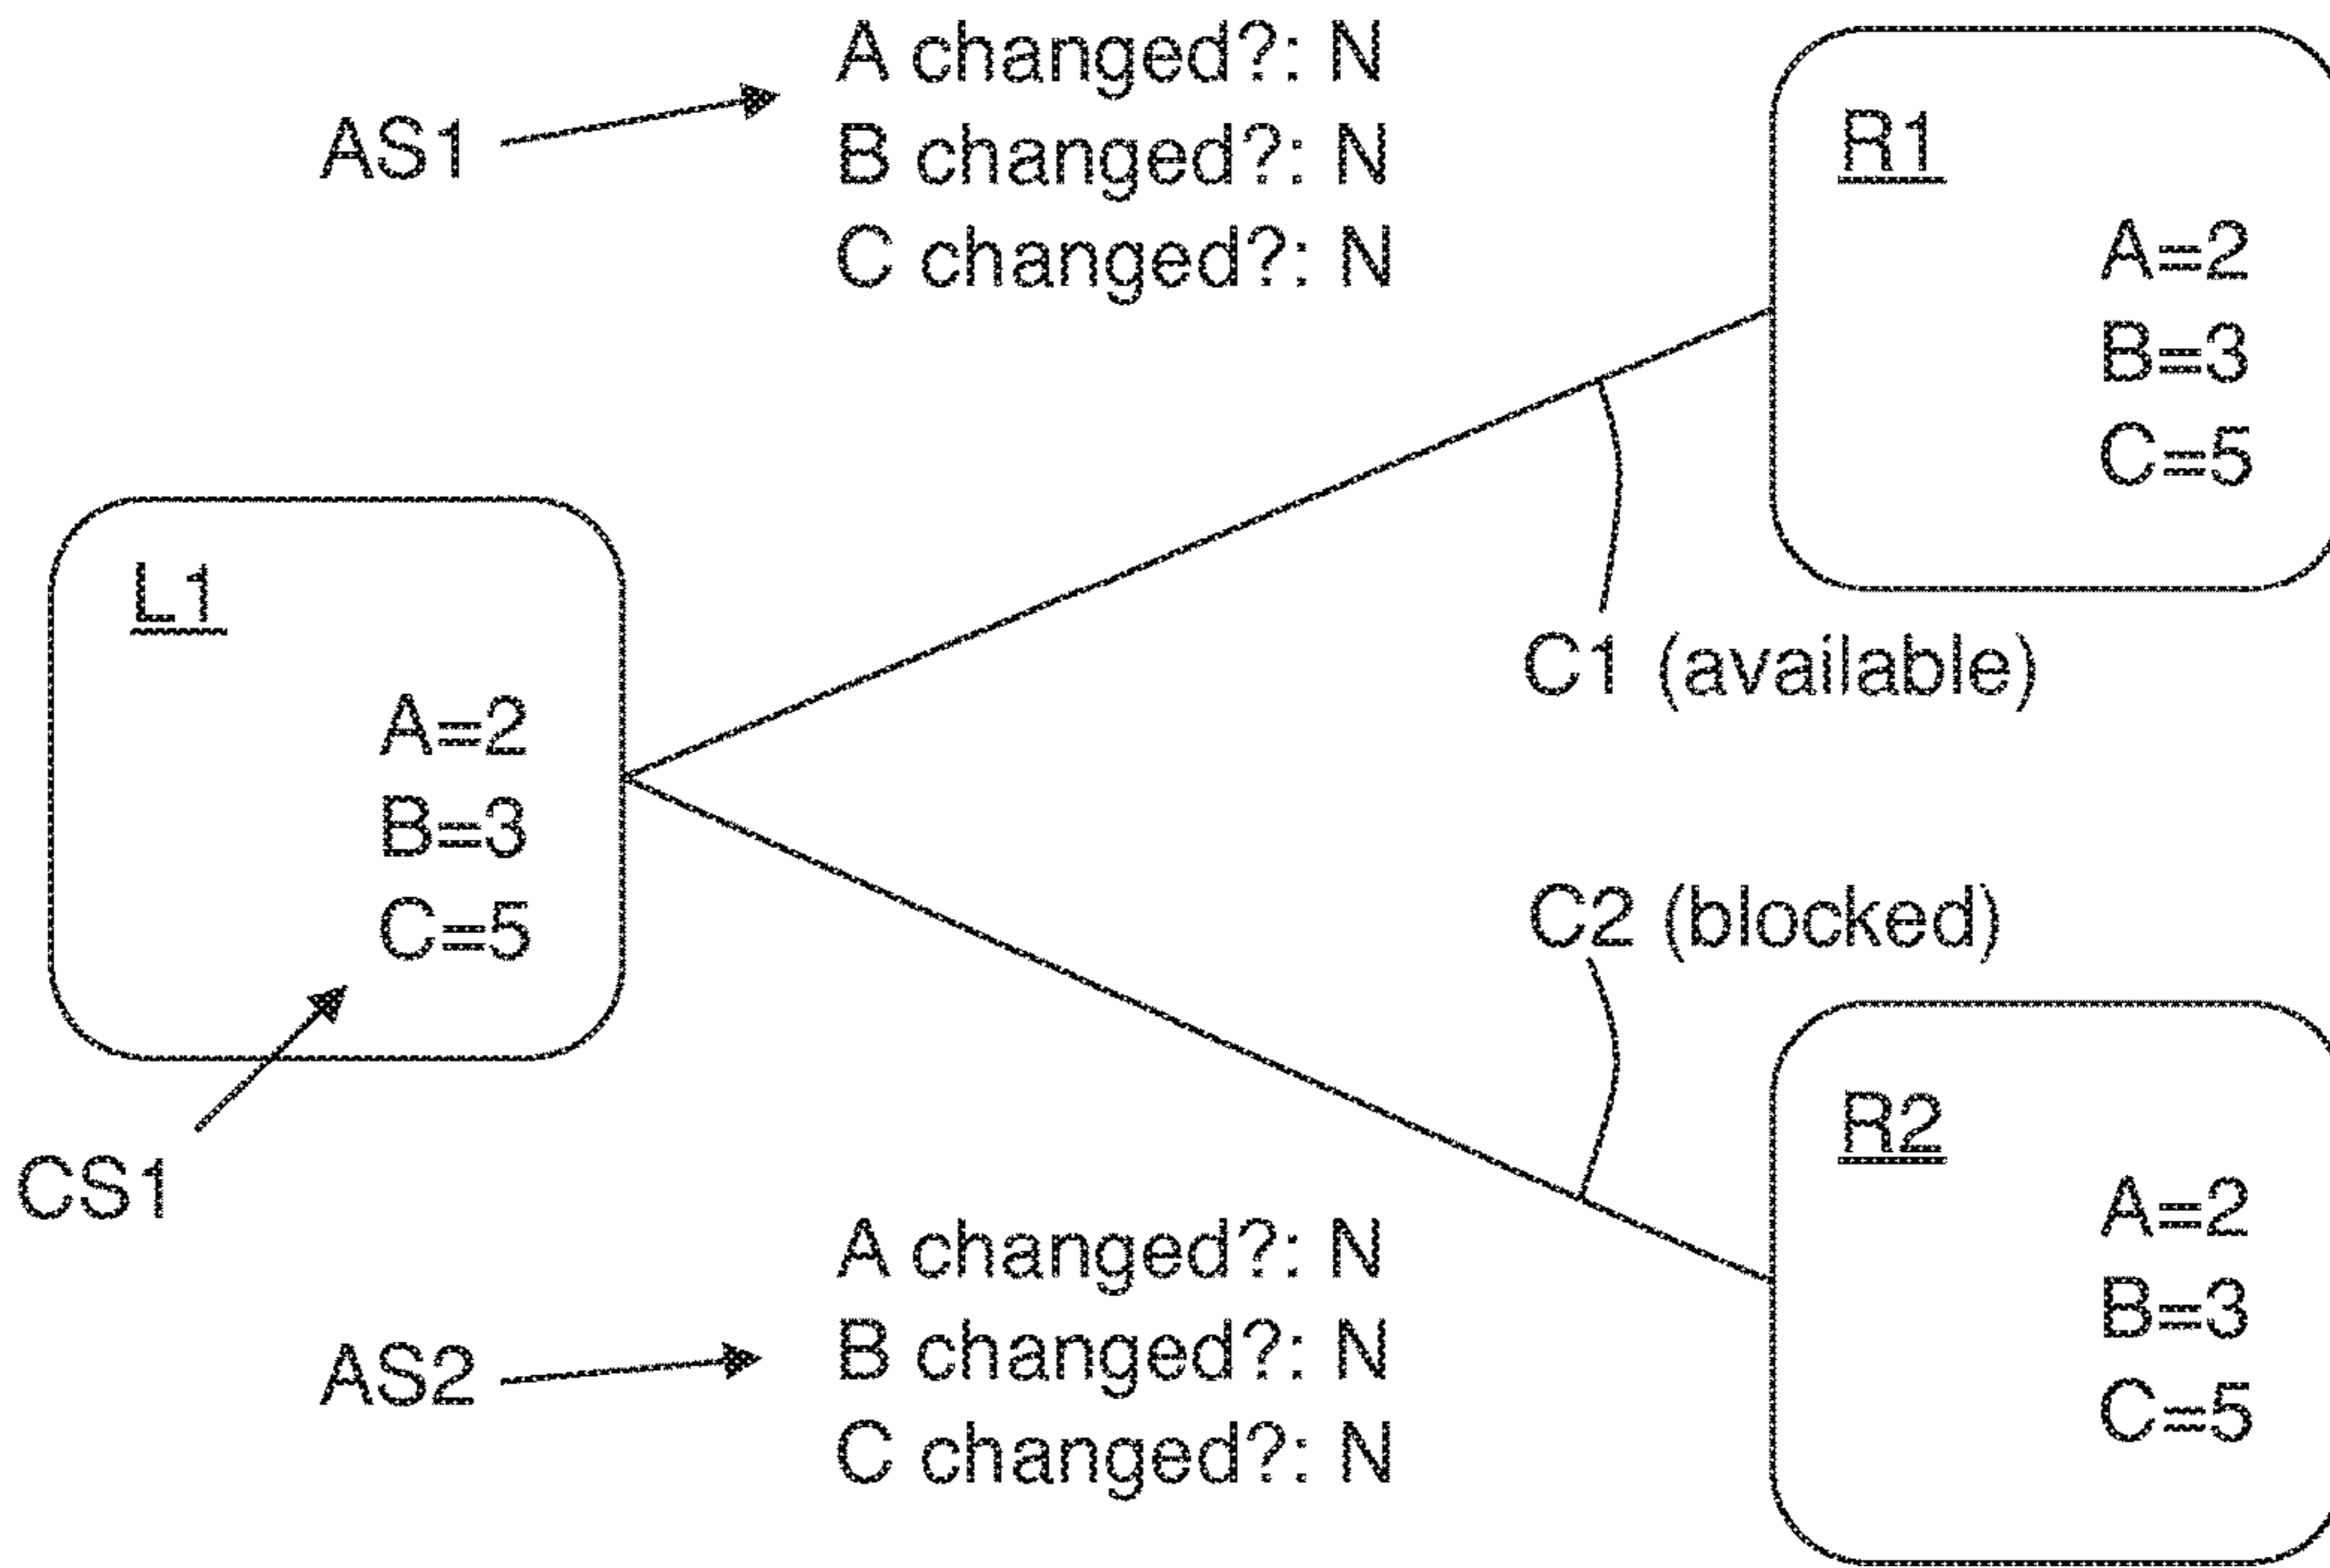 A changed?: N
AS1
B changed?: N
C changed?: N
R1
A=2
B=3
C=5
C1 (available)
L1
A=2
B=3
C=5
CS1
C2 (blocked)
R2
A=2
B=3
C=5
A changed?: N
AS2
B changed?: N
C changed?: N